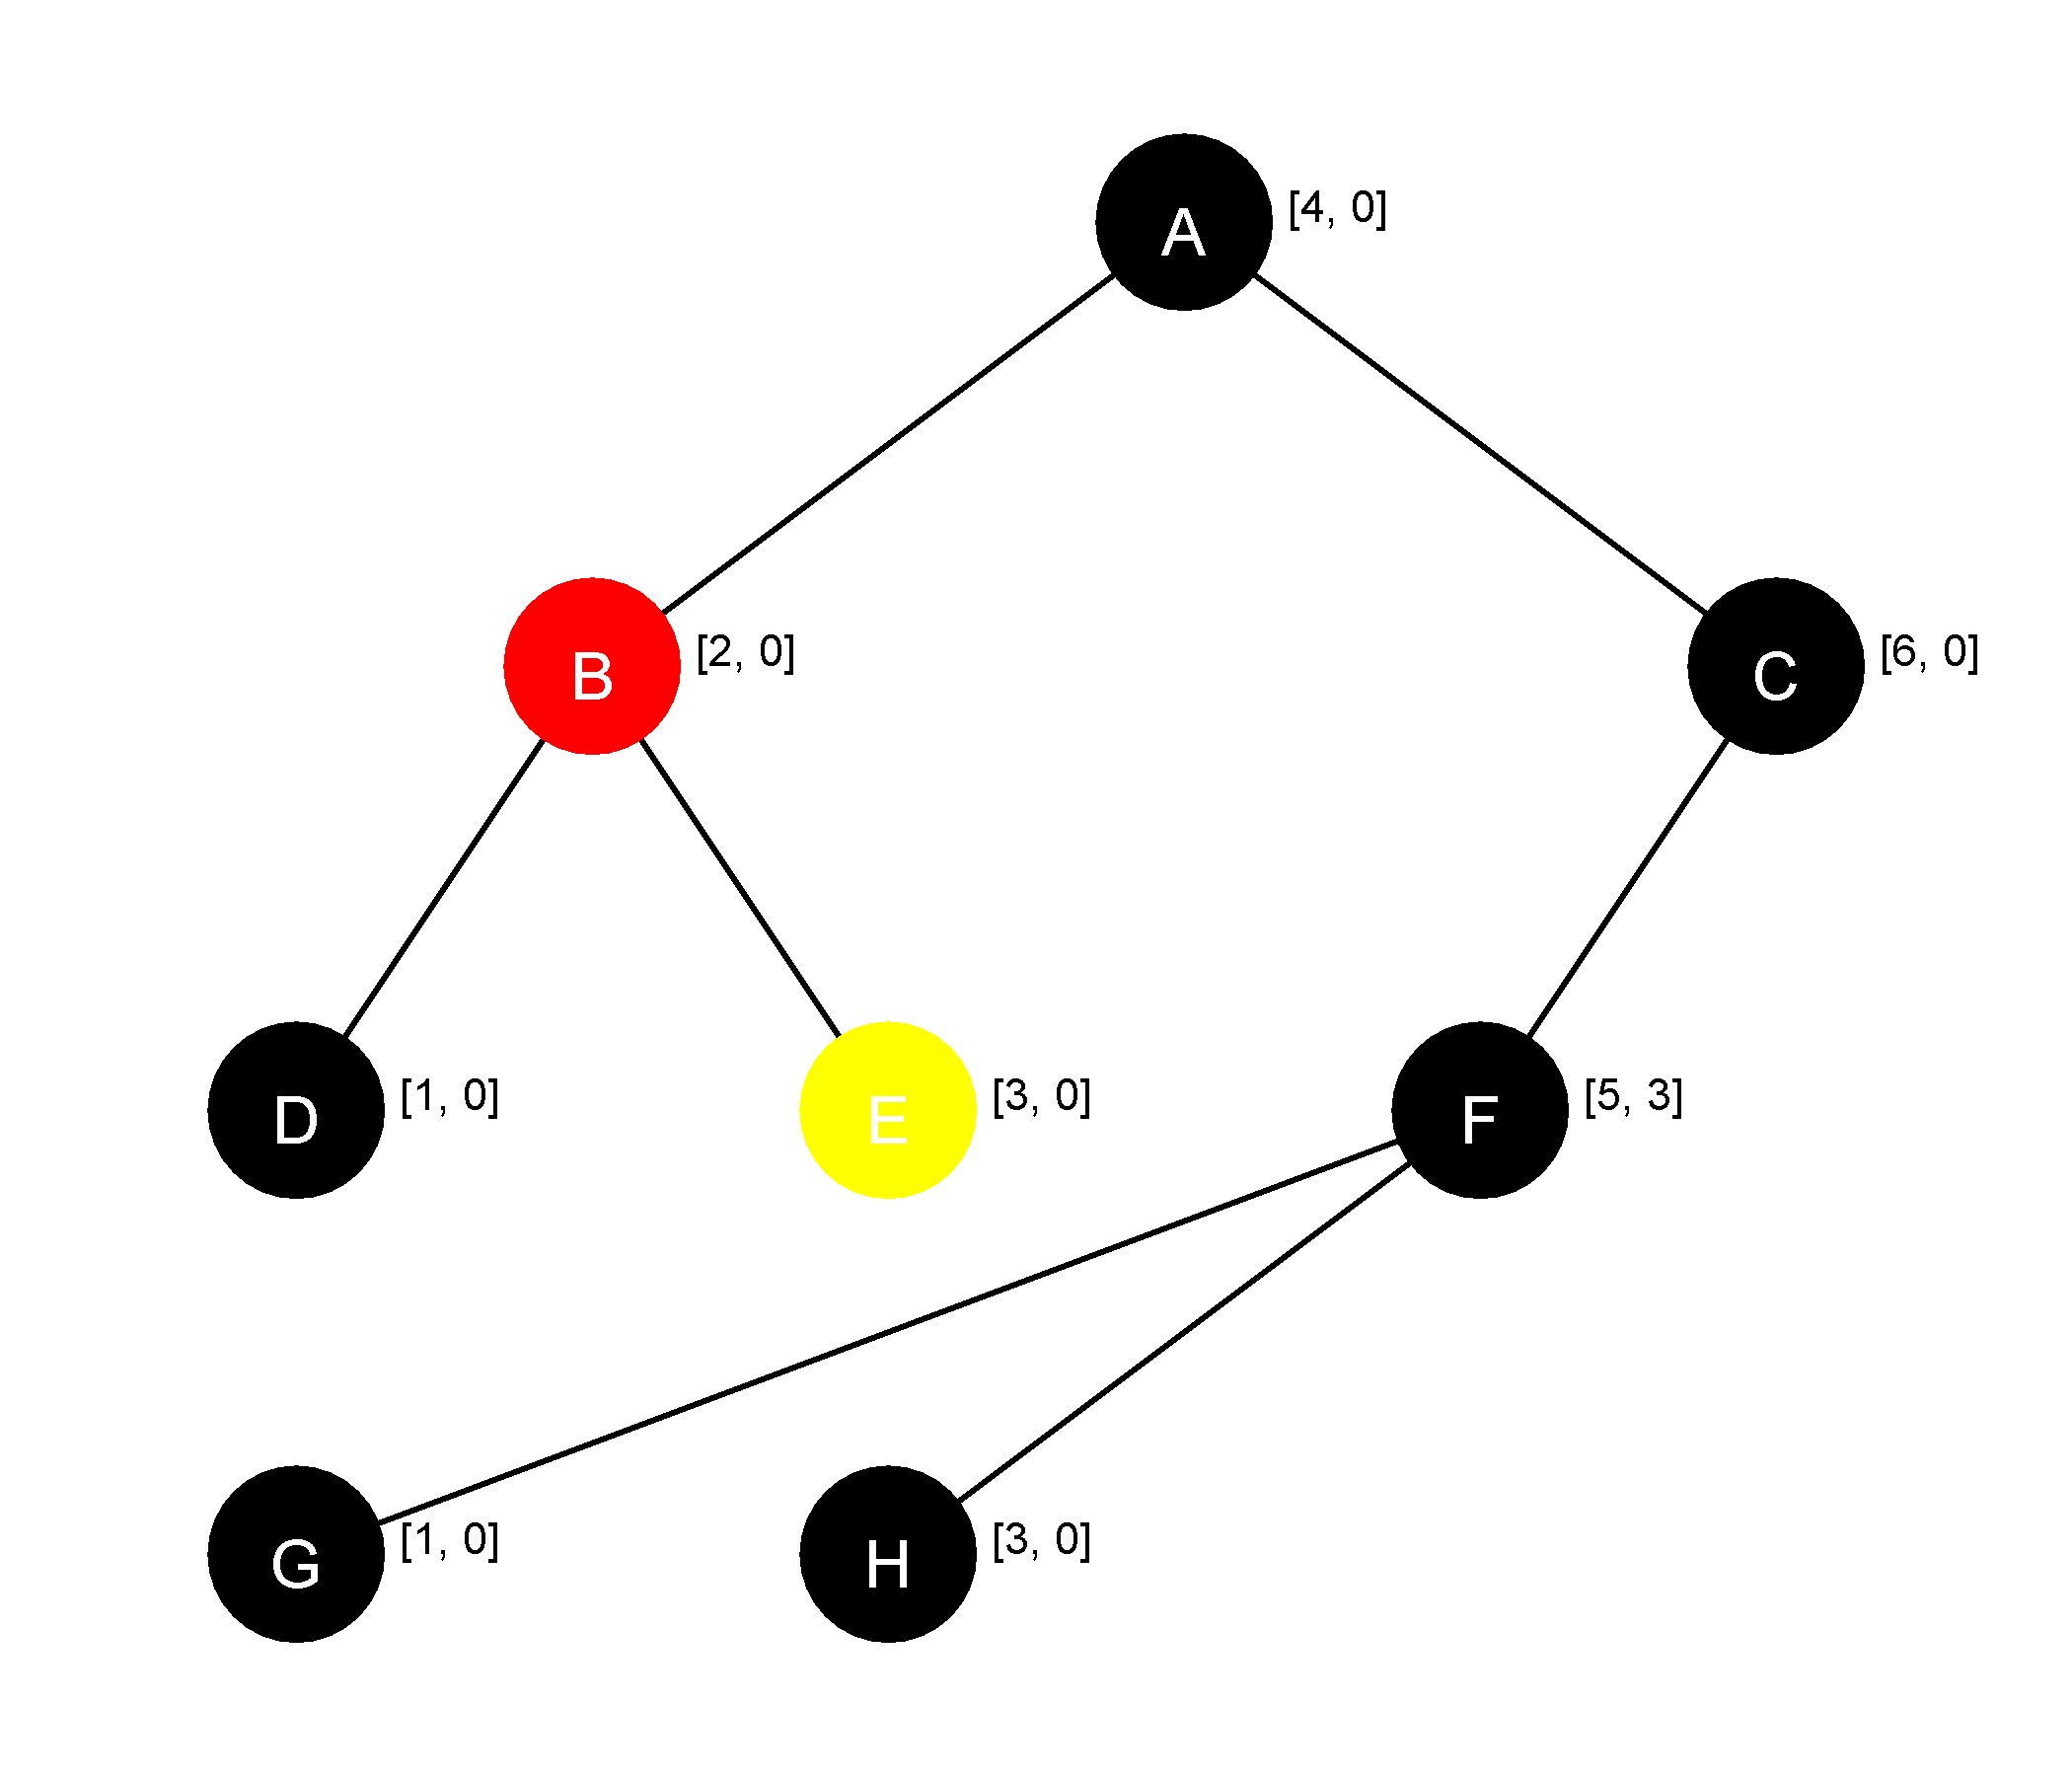 A [4, 0]
B [2, 0]
C [6, 0]
D [1, 0]
E [3, 0]
F [5, 3]
G [1, 0]
H [3, 0]